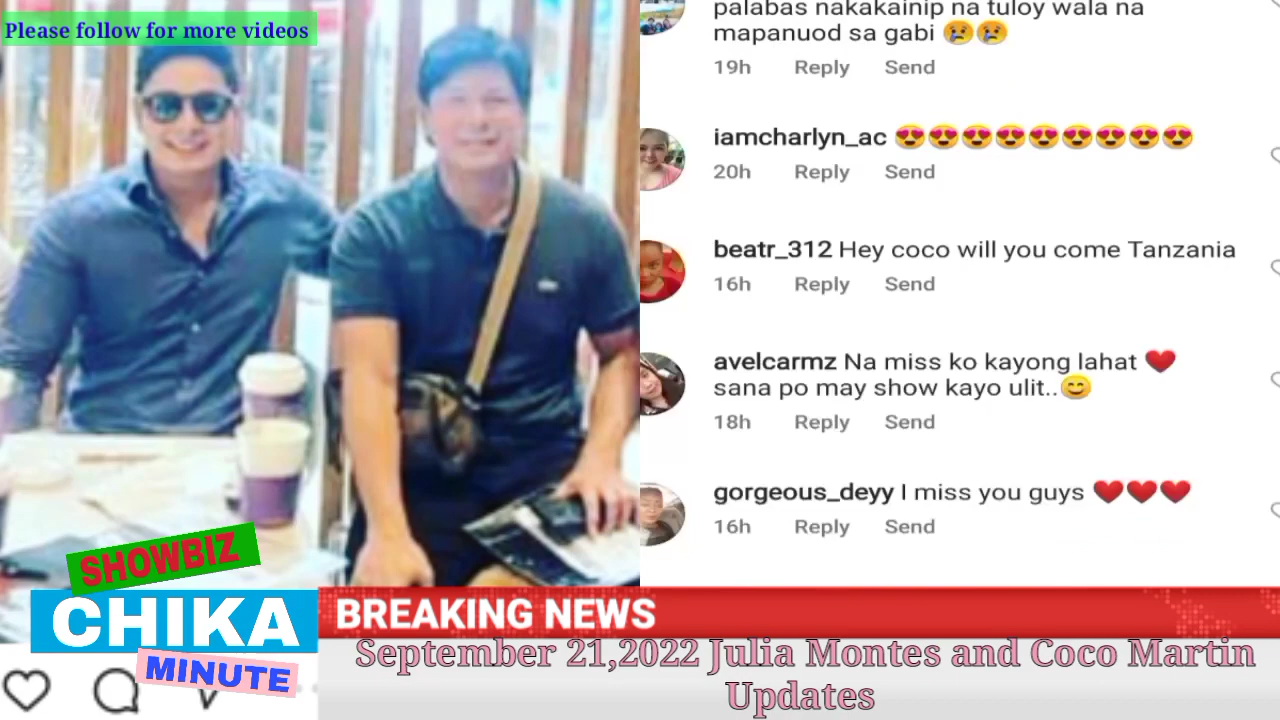 Please follow for more videos
palabas nakakainip na tuloy wala na
mapanuod sa gabi 😢😢
19h Reply Send
iamcharlyn_ac 😍😍😍😍😍😍😍😍😍
20h Reply Send
beatr_312 Hey coco will you come Tanzania
16h Reply Send
avelcarmz Na miss ko kayong lahat ❤️
sana po may show kayo ulit..😊
18h Reply Send
gorgeous_deyy I miss you guys ❤️❤️❤️
16h Reply Send
SHOWBIZ
CHIKA
MINUTE
BREAKING NEWS
September 21,2022 Julia Montes and Coco Martin
Updates